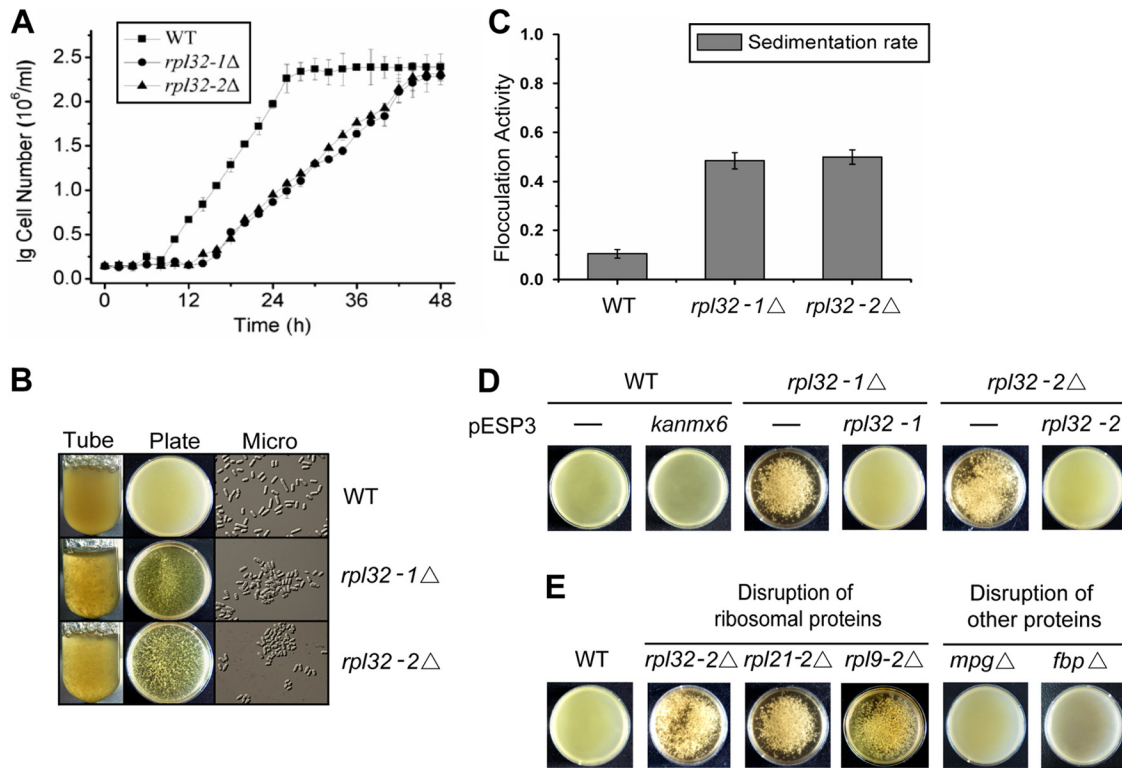 A
WT
rpl32-1Δ
rpl32-2Δ
lg Cell Number (10⁶/ml)
2.5
2.0
1.5
1.0
0.5
0.0
0 12 24 36 48
Time (h)
C
Sedimentation rate
Flocculation Activity
1.0
0.8
0.6
0.4
0.2
0.0
WT rpl32-1△ rpl32-2△
B
Tube Plate Micro
WT
rpl32-1△
rpl32-2△
D
WT rpl32-1△ rpl32-2△
pESP3 — kanmx6 — rpl32-1 — rpl32-2
E
Disruption of Disruption of
ribosomal proteins other proteins
WT rpl32-2△ rpl21-2△ rpl9-2△ mpg△ fbp△